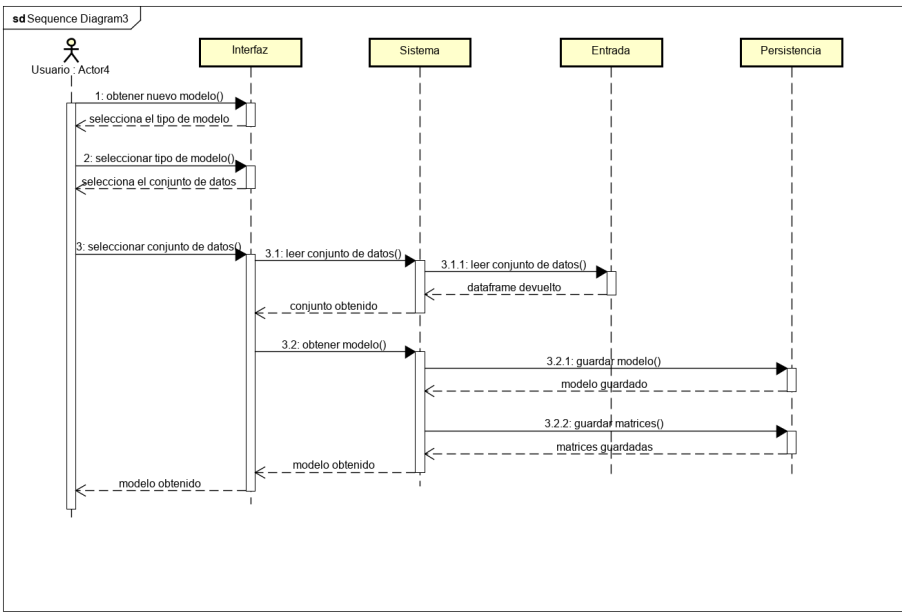 sd Sequence Diagram3
Usuario : Actor4
Interfaz
Sistema
Entrada
Persistencia
1: obtener nuevo modelo()
selecciona el tipo de modelo
2: seleccionar tipo de modelo()
selecciona el conjunto de datos
3: seleccionar conjunto de datos()
3.1: leer conjunto de datos()
3.1.1: leer conjunto de datos()
dataframe devuelto
conjunto obtenido
3.2: obtener modelo()
3.2.1: guardar modelo()
modelo guardado
3.2.2: guardar matrices()
matrices guardadas
modelo obtenido
modelo obtenido